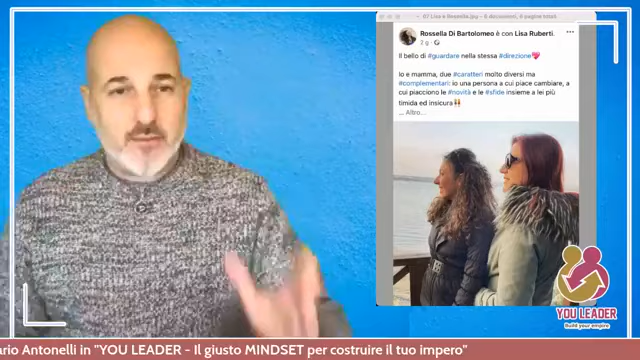 07 Lisa e Rossella.jpg - 6 documenti, 6 pagine totali
Rossella Di Bartolomeo è con Lisa Ruberti.
2 g
Il bello di #guardare nella stessa #direzione💖
Io e mamma, due #caratteri molto diversi ma
#complementari: io una persona a cui piace cambiare, a
cui piacciono le #novità e le #sfide insieme a lei più
timida ed insicura👯
... Altro...
YOU LEADER
Build your empire
ario Antonelli in "YOU LEADER - Il giusto MINDSET per costruire il tuo impero"